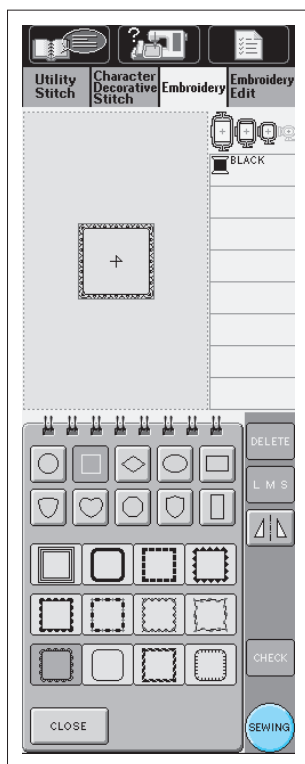 Utility
Stitch
Character
Decorative
Stitch
Embroidery
Embroidery
Edit
BLACK
DELETE
L M S
CHECK
CLOSE
SEWING